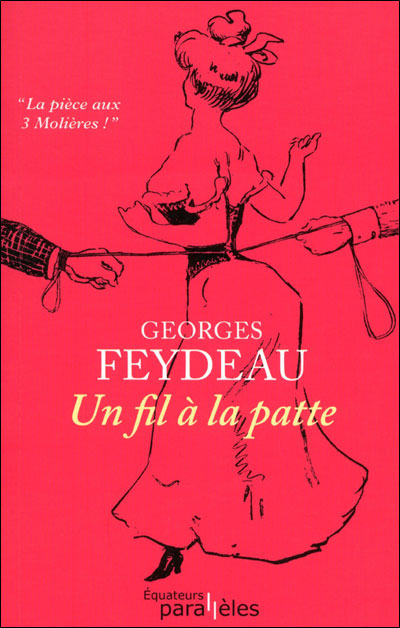 “La pièce aux
3 Molières !”
GEORGES
FEYDEAU
Un fil à la patte
Équateurs
parallèles